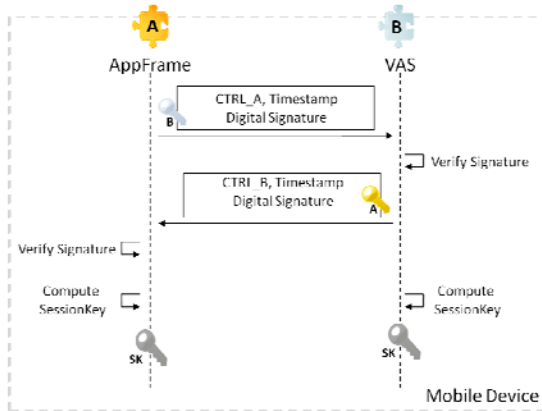 A
B
AppFrame
VAS
CTRL_A, Timestamp
Digital Signature
B
Verify Signature
CTRL_B, Timestamp
Digital Signature
A
Verify Signature
Compute
SessionKey
Compute
SessionKey
SK
SK
Mobile Device